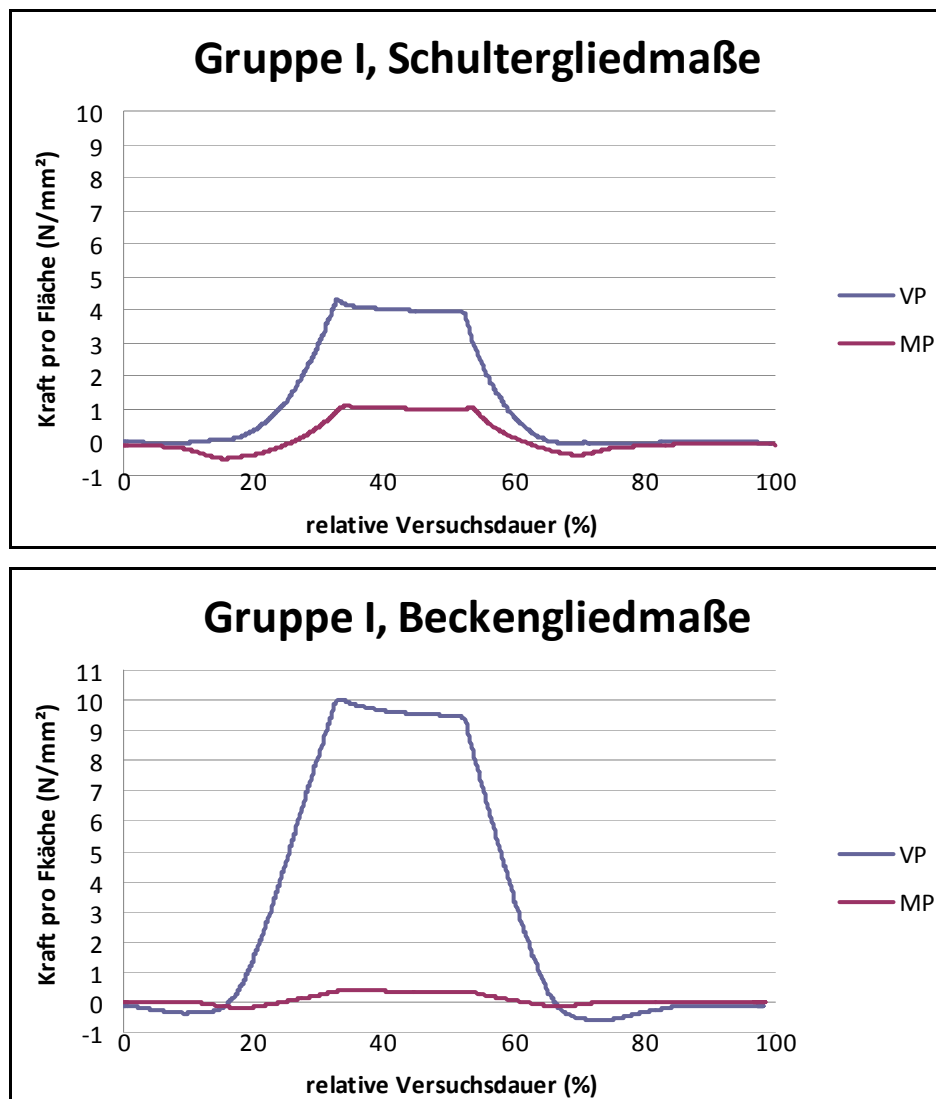 Gruppe I, Schultergliedmaße
Kraft pro Fläche (N/mm²)
10
9
8
7
6
5
4
3
2
1
0
-1
0 20 40 60 80 100
relative Versuchsdauer (%)
VP
MP
Gruppe I, Beckengliedmaße
Kraft pro Fkäche (N/mm²)
11
10
9
8
7
6
5
4
3
2
1
0
-1
0 20 40 60 80 100
relative Versuchsdauer (%)
VP
MP